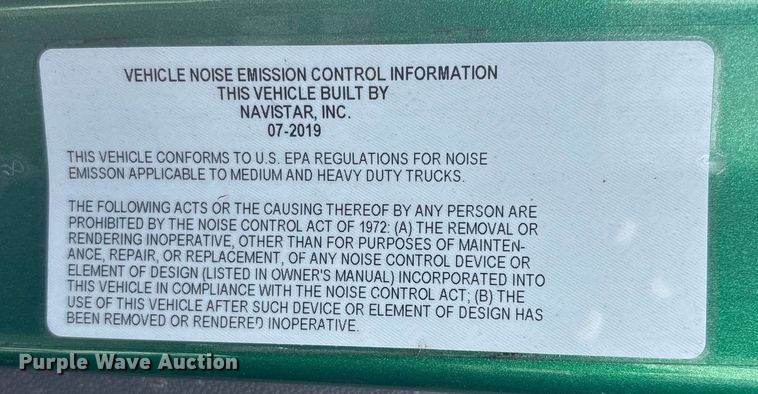 VEHICLE NOISE EMISSION CONTROL INFORMATION
THIS VEHICLE BUILT BY
NAVISTAR, INC.
07-2019
THIS VEHICLE CONFORMS TO U.S. EPA REGULATIONS FOR NOISE
EMISSON APPLICABLE TO MEDIUM AND HEAVY DUTY TRUCKS.
THE FOLLOWING ACTS OR THE CAUSING THEREOF BY ANY PERSON ARE
PROHIBITED BY THE NOISE CONTROL ACT OF 1972: (A) THE REMOVAL OR
RENDERING INOPERATIVE, OTHER THAN FOR PURPOSES OF MAINTEN-
ANCE, REPAIR, OR REPLACEMENT, OF ANY NOISE CONTROL DEVICE OR
ELEMENT OF DESIGN (LISTED IN OWNER'S MANUAL) INCORPORATED INTO
THIS VEHICLE IN COMPLIANCE WITH THE NOISE CONTROL ACT; (B) THE
USE OF THIS VEHICLE AFTER SUCH DEVICE OR ELEMENT OF DESIGN HAS
BEEN REMOVED OR RENDERED INOPERATIVE.
Purple Wave Auction